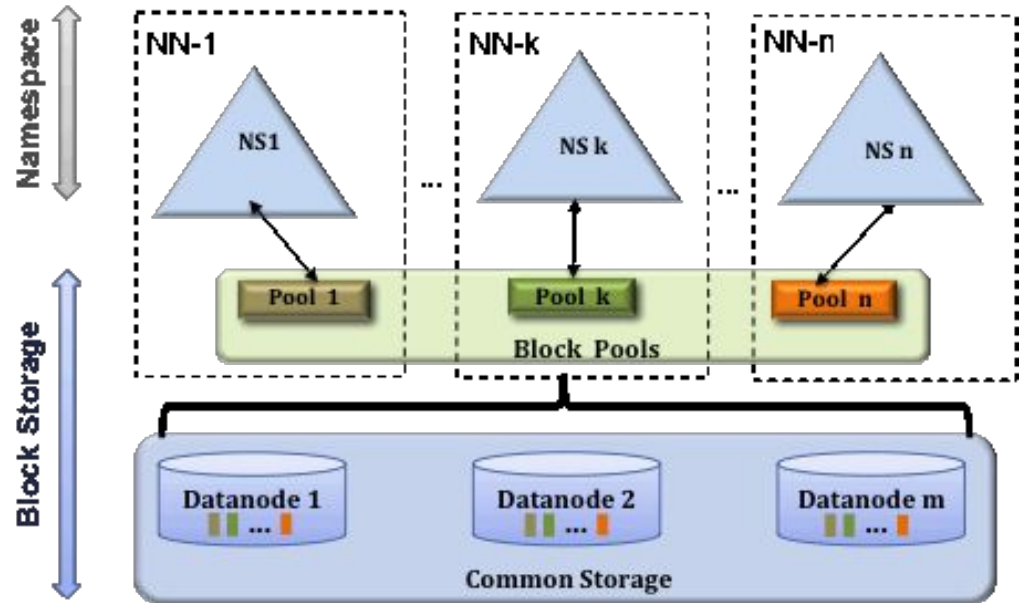 Namespace
NN-1
NN-k
NN-n
NS1
NS k
NS n
...
...
Block Storage
Pool 1
Pool k
Pool n
Block Pools
Datanode 1
...
Datanode 2
...
Datanode m
...
Common Storage